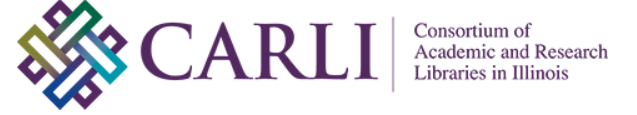 CARLI
Consortium of
Academic and Research
Libraries in Illinois